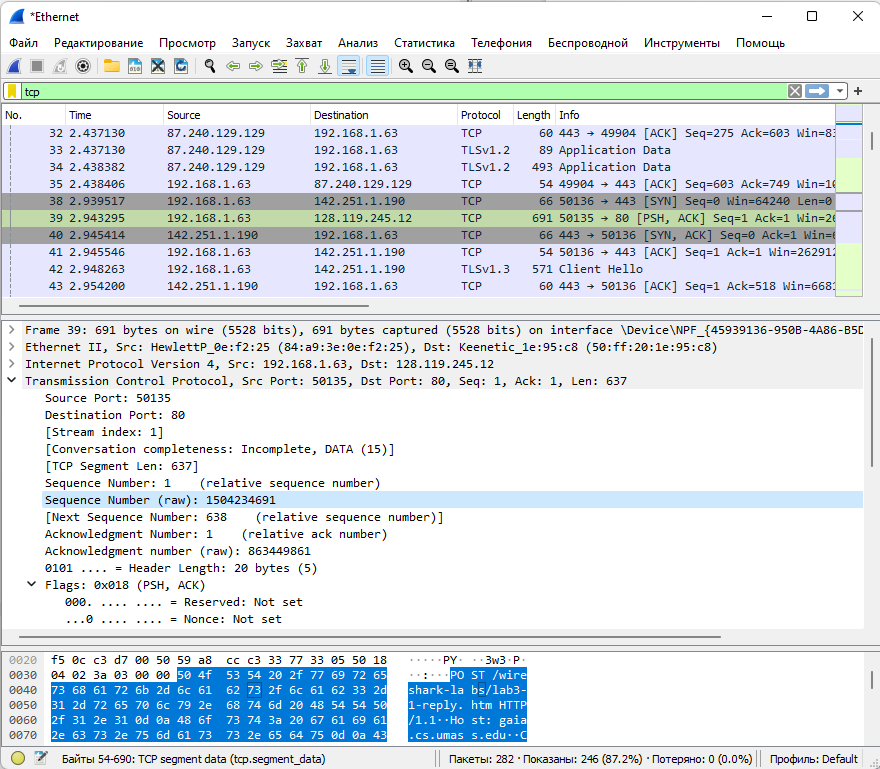 *Ethernet
Файл Редактирование Просмотр Запуск Захват Анализ Статистика Телефония Беспроводной Инструменты Помощь
tcp
No. Time Source Destination Protocol Length Info
32 2.437130 87.240.129.129 192.168.1.63 TCP 60 443 → 49904 [ACK] Seq=275 Ack=603 Win=83
33 2.437130 87.240.129.129 192.168.1.63 TLSv1.2 89 Application Data
34 2.438382 87.240.129.129 192.168.1.63 TLSv1.2 493 Application Data
35 2.438406 192.168.1.63 87.240.129.129 TCP 54 49904 → 443 [ACK] Seq=603 Ack=749 Win=10
38 2.939517 192.168.1.63 142.251.1.190 TCP 66 50136 → 443 [SYN] Seq=0 Win=64240 Len=0
39 2.943295 192.168.1.63 128.119.245.12 TCP 691 50135 → 80 [PSH, ACK] Seq=1 Ack=1 Win=26
40 2.945414 142.251.1.190 192.168.1.63 TCP 66 443 → 50136 [SYN, ACK] Seq=0 Ack=1 Win=6
41 2.945546 192.168.1.63 142.251.1.190 TCP 54 50136 → 443 [ACK] Seq=1 Ack=1 Win=262912
42 2.948263 192.168.1.63 142.251.1.190 TLSv1.3 571 Client Hello
43 2.954200 142.251.1.190 192.168.1.63 TCP 60 443 → 50136 [ACK] Seq=1 Ack=518 Win=6681
Frame 39: 691 bytes on wire (5528 bits), 691 bytes captured (5528 bits) on interface \Device\NPF_{45939136-950B-4A86-B5D
Ethernet II, Src: HewlettP_0e:f2:25 (84:a9:3e:0e:f2:25), Dst: Keenetic_1e:95:c8 (50:ff:20:1e:95:c8)
Internet Protocol Version 4, Src: 192.168.1.63, Dst: 128.119.245.12
Transmission Control Protocol, Src Port: 50135, Dst Port: 80, Seq: 1, Ack: 1, Len: 637
Source Port: 50135
Destination Port: 80
[Stream index: 1]
[Conversation completeness: Incomplete, DATA (15)]
[TCP Segment Len: 637]
Sequence Number: 1 (relative sequence number)
Sequence Number (raw): 1504234691
[Next Sequence Number: 638 (relative sequence number)]
Acknowledgment Number: 1 (relative ack number)
Acknowledgment number (raw): 863449861
0101 .... = Header Length: 20 bytes (5)
Flags: 0x018 (PSH, ACK)
000. .... .... = Reserved: Not set
...0 .... .... = Nonce: Not set
0020 f5 0c c3 d7 00 50 59 a8 cc c3 33 77 33 05 50 18 ·····PY· ··3w3·P·
0030 04 02 3a 03 00 00 50 4f 53 54 20 2f 77 69 72 65 ··:···PO ST /wire
0040 73 68 61 72 6b 2d 6c 61 62 73 2f 6c 61 62 33 2d shark-la bs/lab3-
0050 31 2d 72 65 70 6c 79 2e 68 74 6d 20 48 54 54 50 1-reply. htm HTTP
0060 2f 31 2e 31 0d 0a 48 6f 73 74 3a 20 67 61 69 61 /1.1··Ho st: gaia
0070 2e 63 73 2e 75 6d 61 73 73 2e 65 64 75 0d 0a 43 .cs.umas s.edu··C
Байты 54-690: TCP segment data (tcp.segment_data) Пакеты: 282 · Показаны: 246 (87.2%) · Потеряно: 0 (0.0%) Профиль: Default